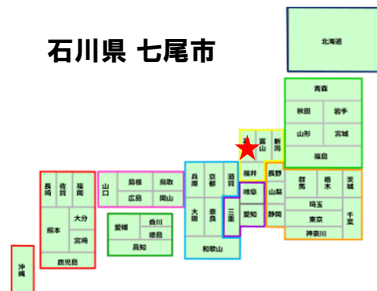 石川県 七尾市
北海道
青森
秋田 岩手
山形 宮城
福島
富山 新潟
福井 長野
岐阜 山梨
愛知 静岡
群馬 栃木 茨城
埼玉
東京 千葉
神奈川
兵庫 京都 滋賀
大阪 奈良 三重
和歌山
山口 島根 鳥取
広島 岡山
愛媛 香川
徳島
高知
長崎 佐賀 福岡
熊本 大分
宮崎
鹿児島
沖縄